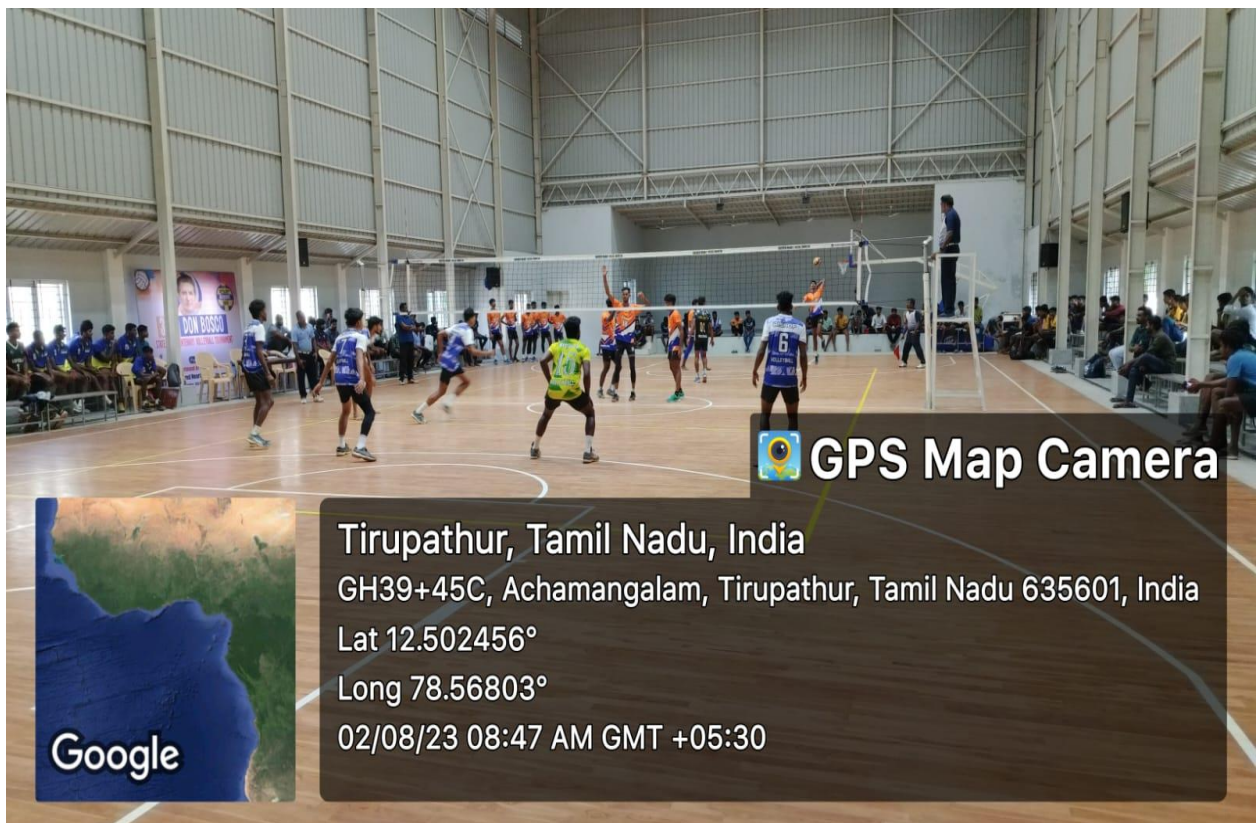 DON BOSCO
6
GPS Map Camera
Tirupathur, Tamil Nadu, India
GH39+45C, Achamangalam, Tirupathur, Tamil Nadu 635601, India
Lat 12.502456°
Long 78.56803°
02/08/23 08:47 AM GMT +05:30
Google